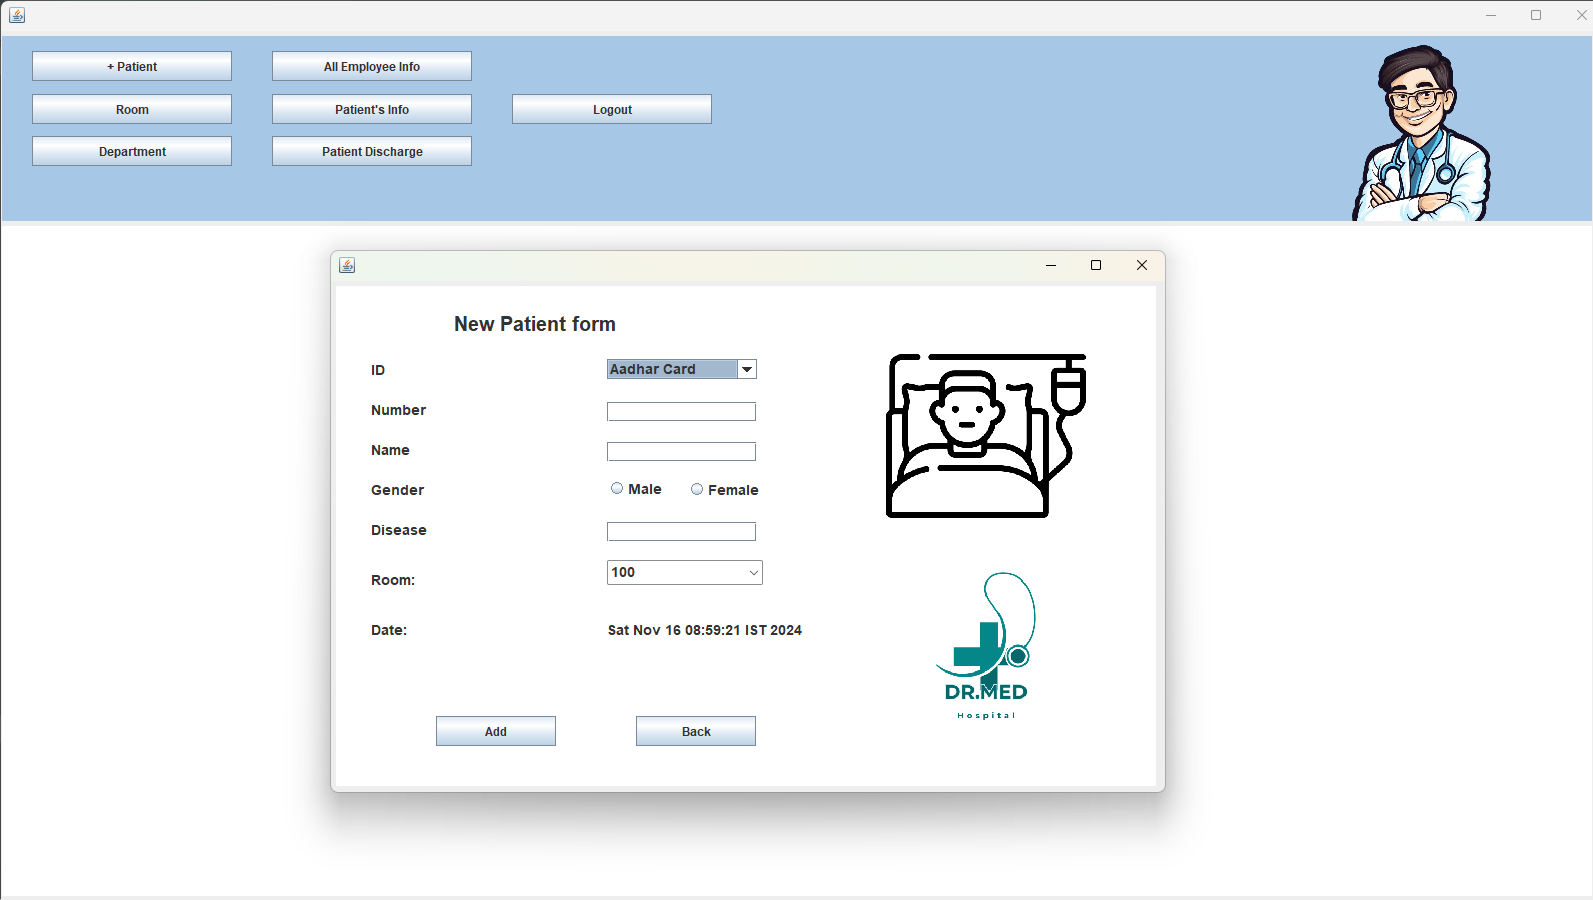 + Patient
All Employee Info
Room
Patient's Info
Logout
Department
Patient Discharge
New Patient form
ID
Aadhar Card
Number
Name
Gender
Male
Female
Disease
Room:
100
Date:
Sat Nov 16 08:59:21 IST 2024
Add
Back
DR.MED
Hospital